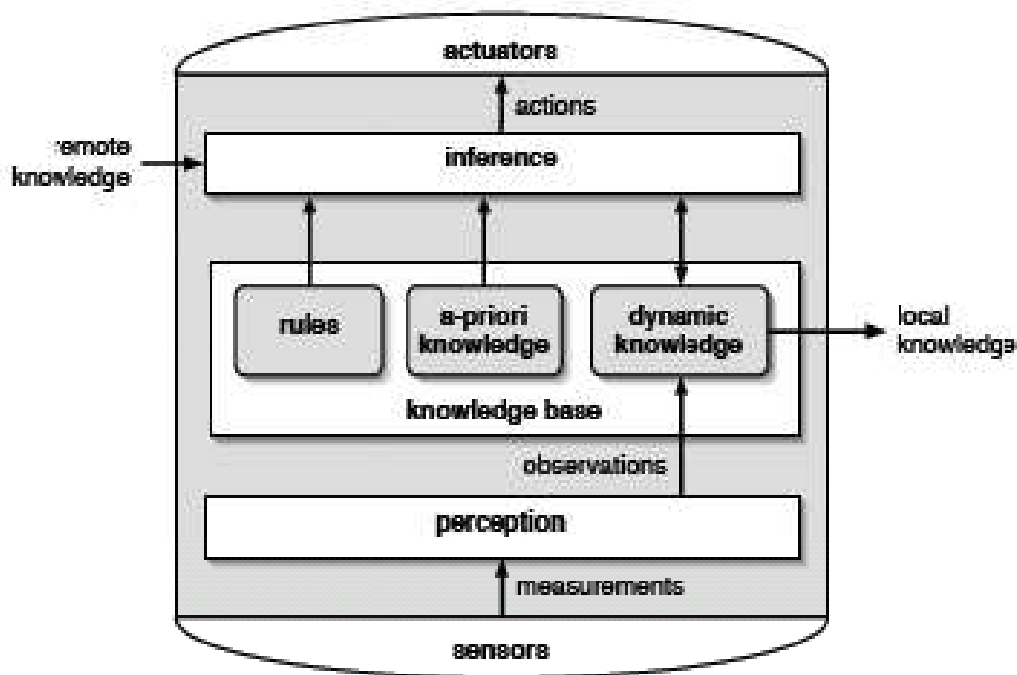 actuators
actions
remote
knowledge
inference
rules
a-priori
knowledge
dynamic
knowledge
local
knowledge
knowledge base
observations
perception
measurements
sensors